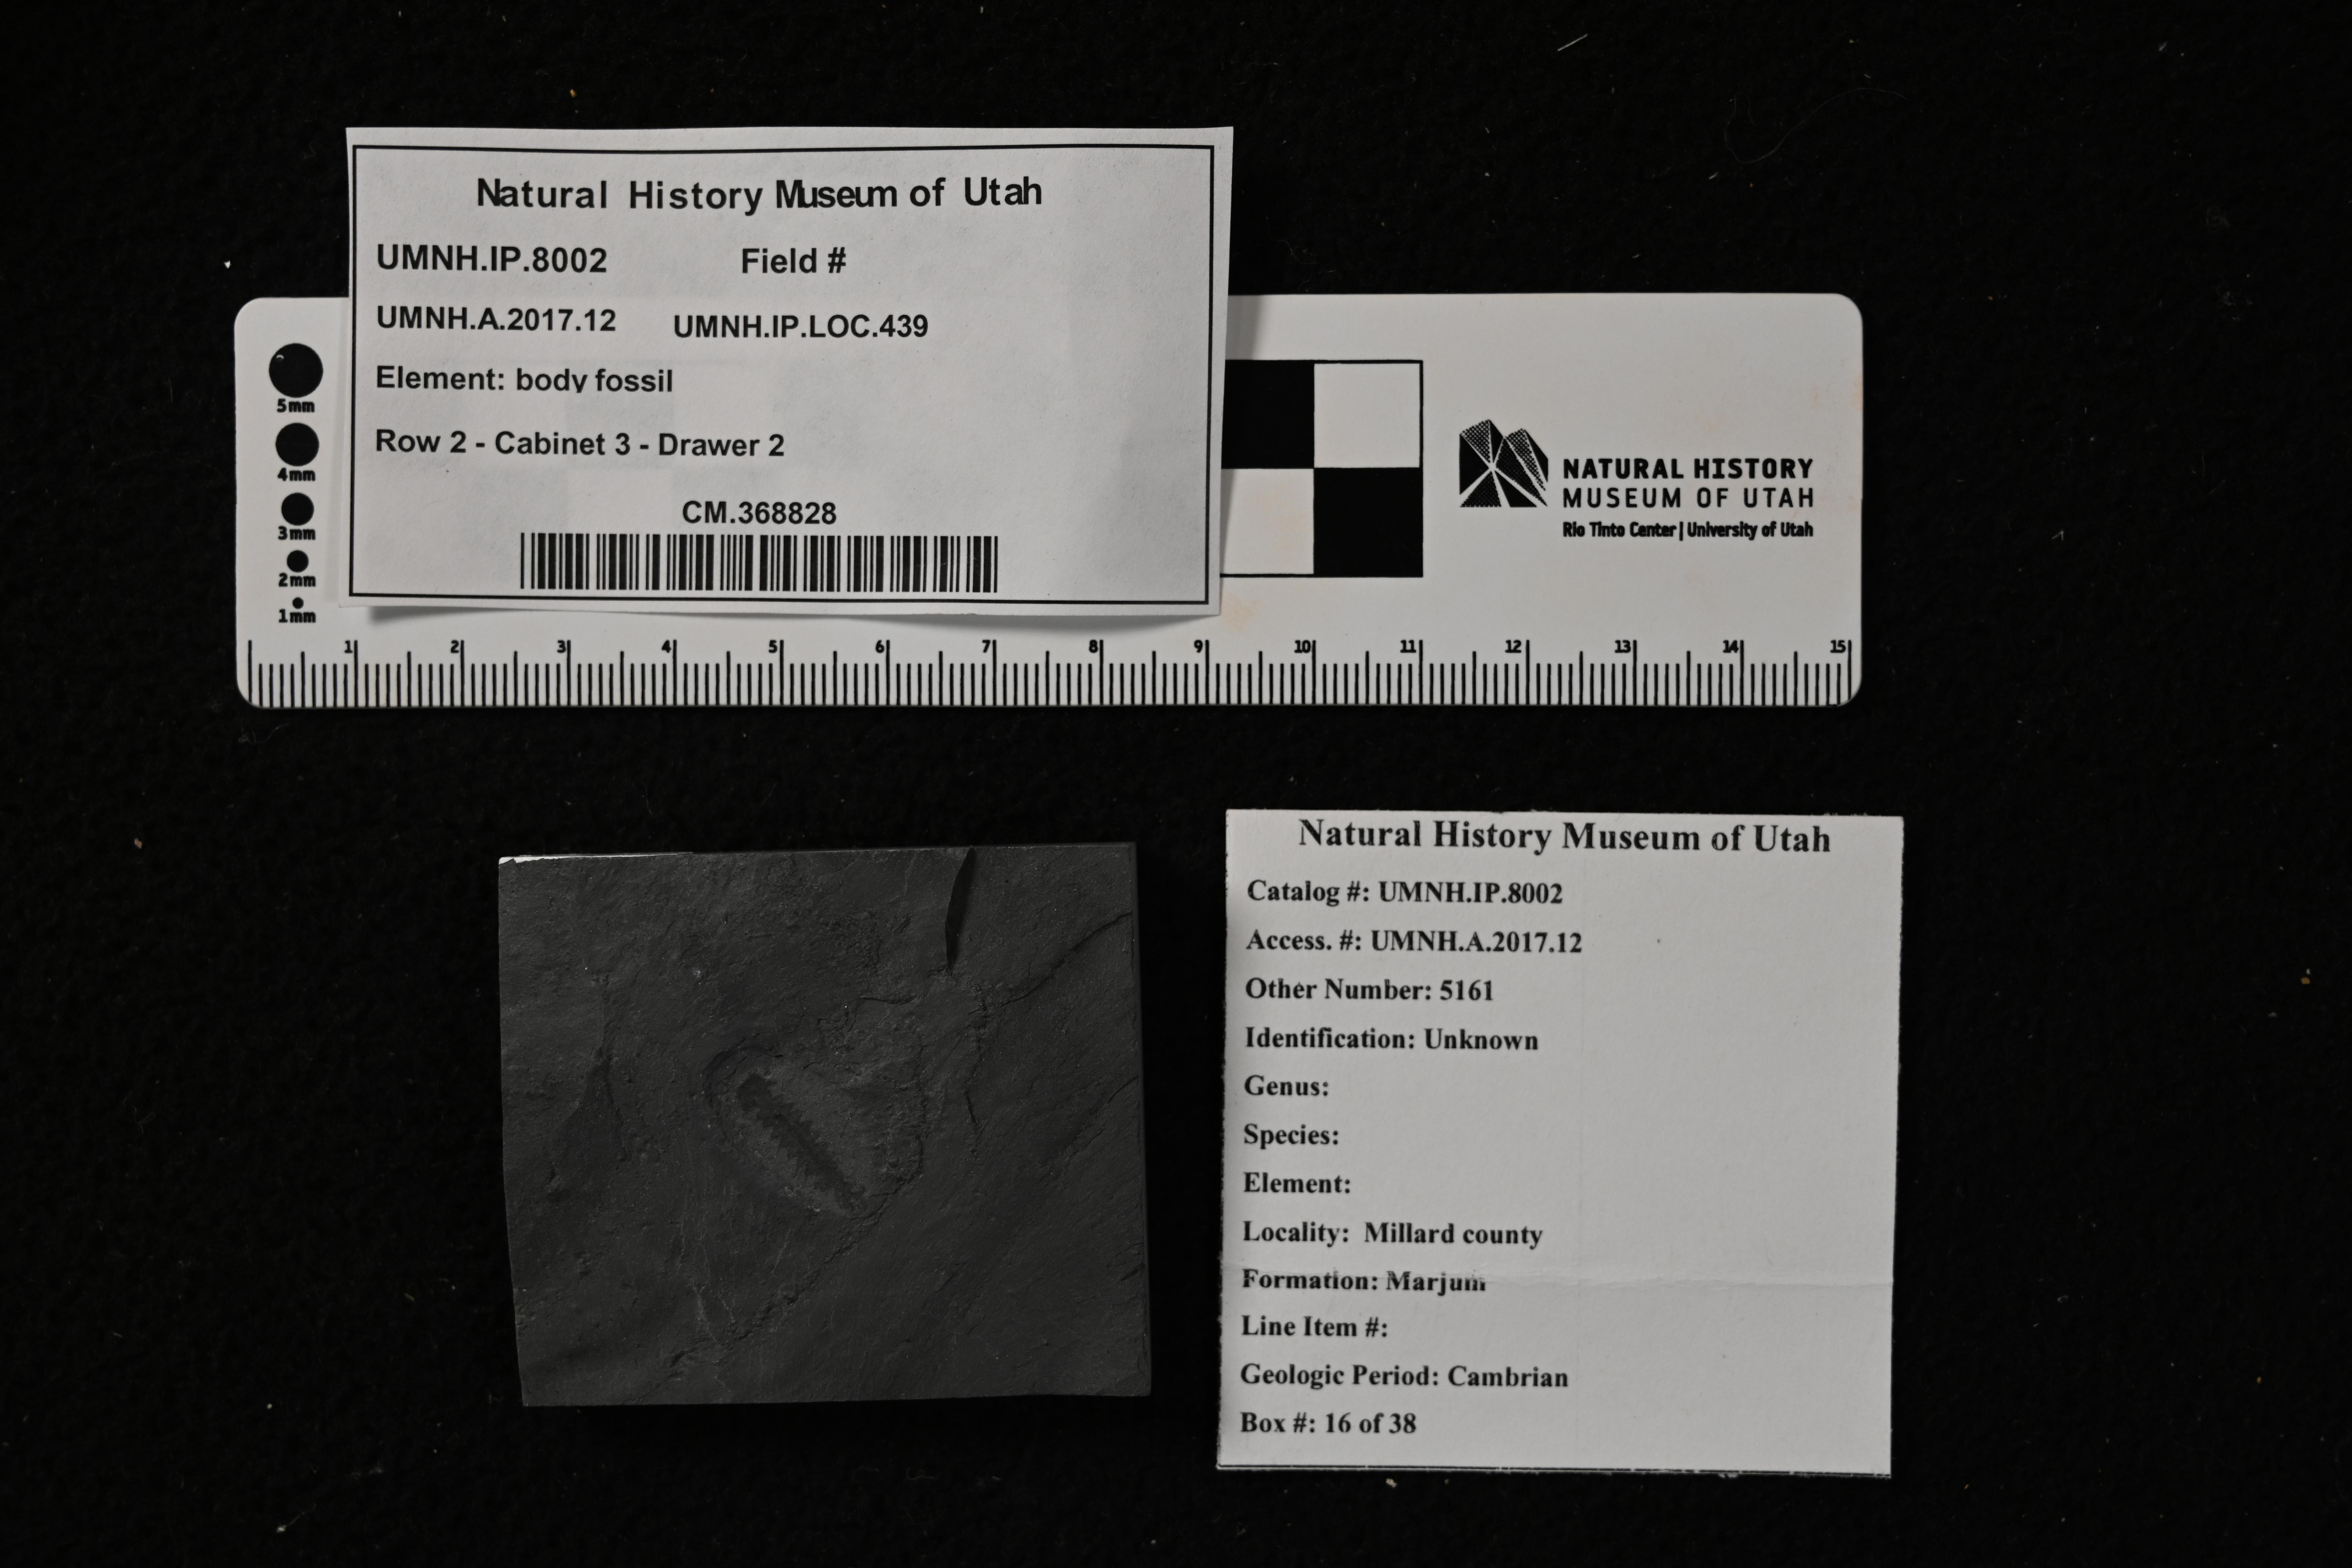 Natural History Museum of Utah
UMNH.IP.8002 Field #
UMNH.A.2017.12 UMNH.IP.LOC.439
Element: body fossil
Row 2 - Cabinet 3 - Drawer 2
CM.368828
5mm
4mm
3mm
2mm
1mm
NATURAL HISTORY
MUSEUM OF UTAH
Rio Tinto Center | University of Utah
1 2 3 4 5 6 7 8 9 10 11 12 13 14 15
Natural History Museum of Utah
Catalog #: UMNH.IP.8002
Access. #: UMNH.A.2017.12
Other Number: 5161
Identification: Unknown
Genus:
Species:
Element:
Locality: Millard county
Formation: Marjum
Line Item #:
Geologic Period: Cambrian
Box #: 16 of 38